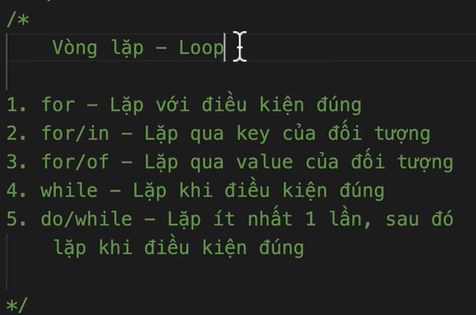 /*
Vòng lặp – Loop
1. for – Lặp với điều kiện đúng
2. for/in – Lặp qua key của đối tượng
3. for/of – Lặp qua value của đối tượng
4. while – Lặp khi điều kiện đúng
5. do/while – Lặp ít nhất 1 lần, sau đó
lặp khi điều kiện đúng
*/